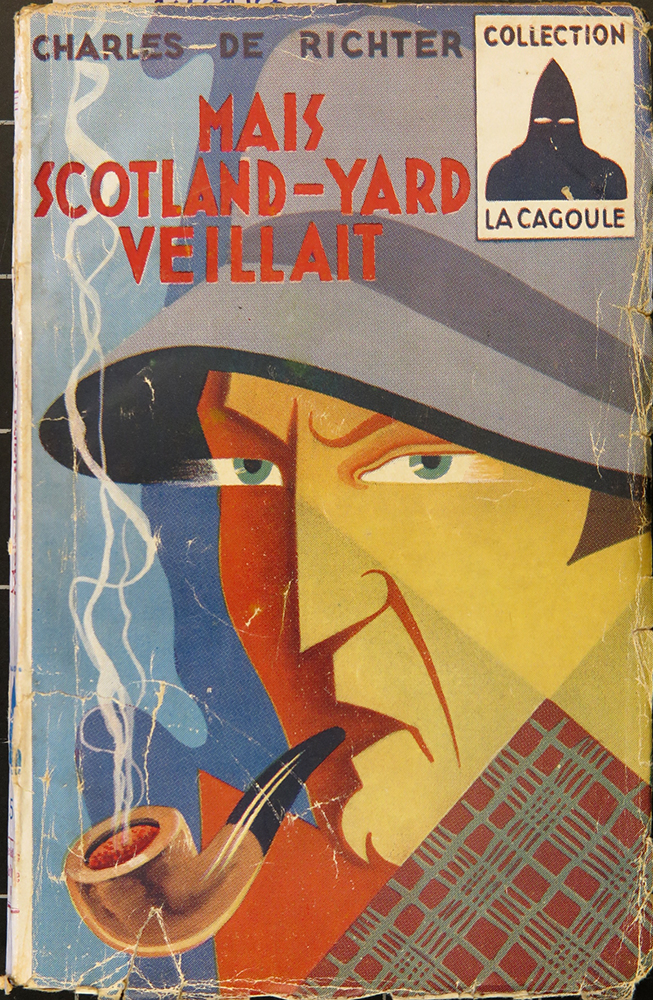 CHARLES DE RICHTER
COLLECTION
MAIS
SCOTLAND-YARD
VEILLAIT
LA CAGOULE